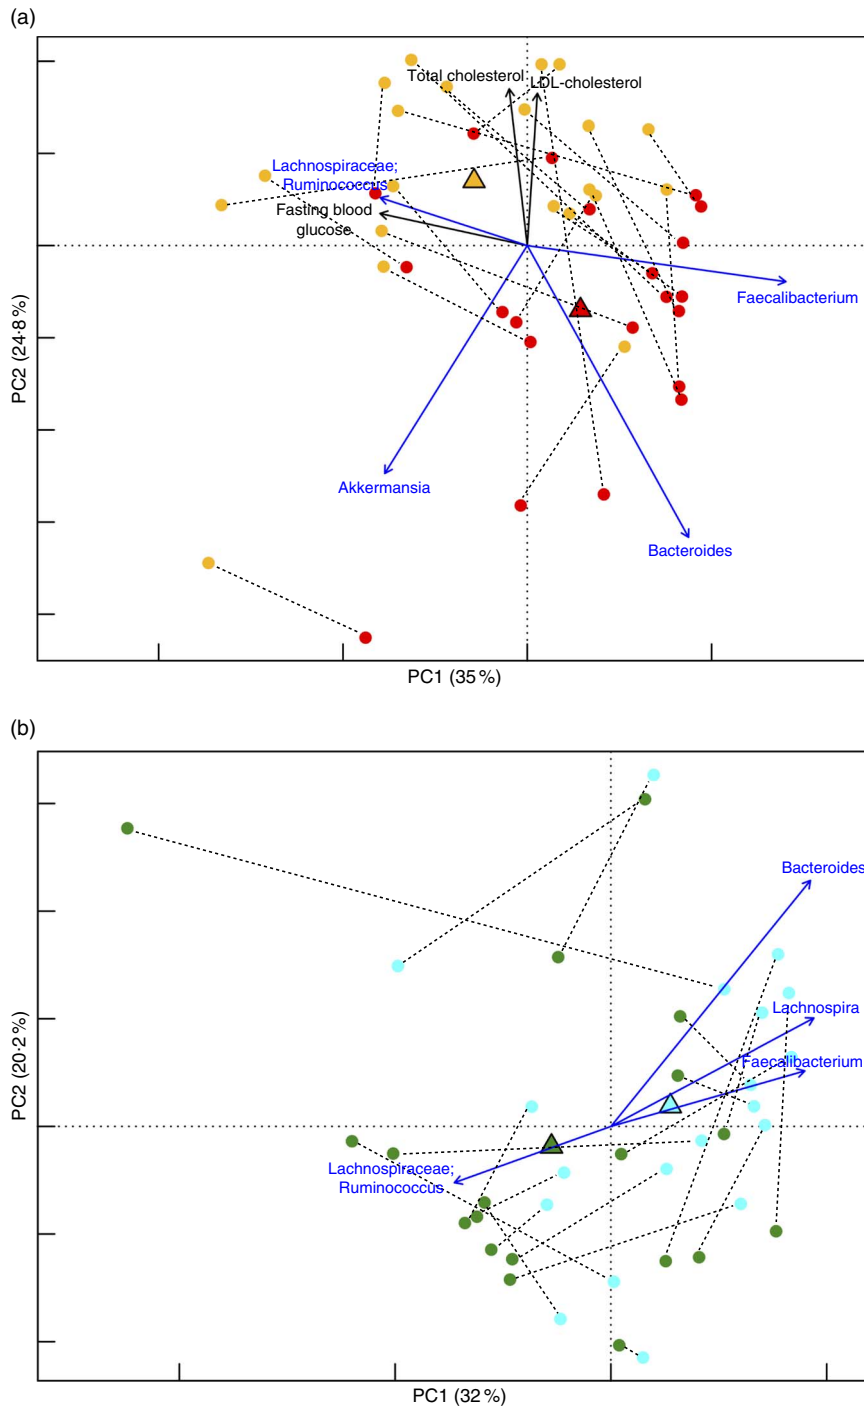 (a)
Total cholesterol
LDL-cholesterol
Lachnospiraceae;
Ruminococcus
Fasting blood
glucose
Faecalibacterium
PC2 (24·8 %)
Akkermansia
Bacteroides
PC1 (35 %)
(b)
Bacteroides
Lachnospira
Faecalibacterium
PC2 (20·2 %)
Lachnospiraceae;
Ruminococcus
PC1 (32 %)